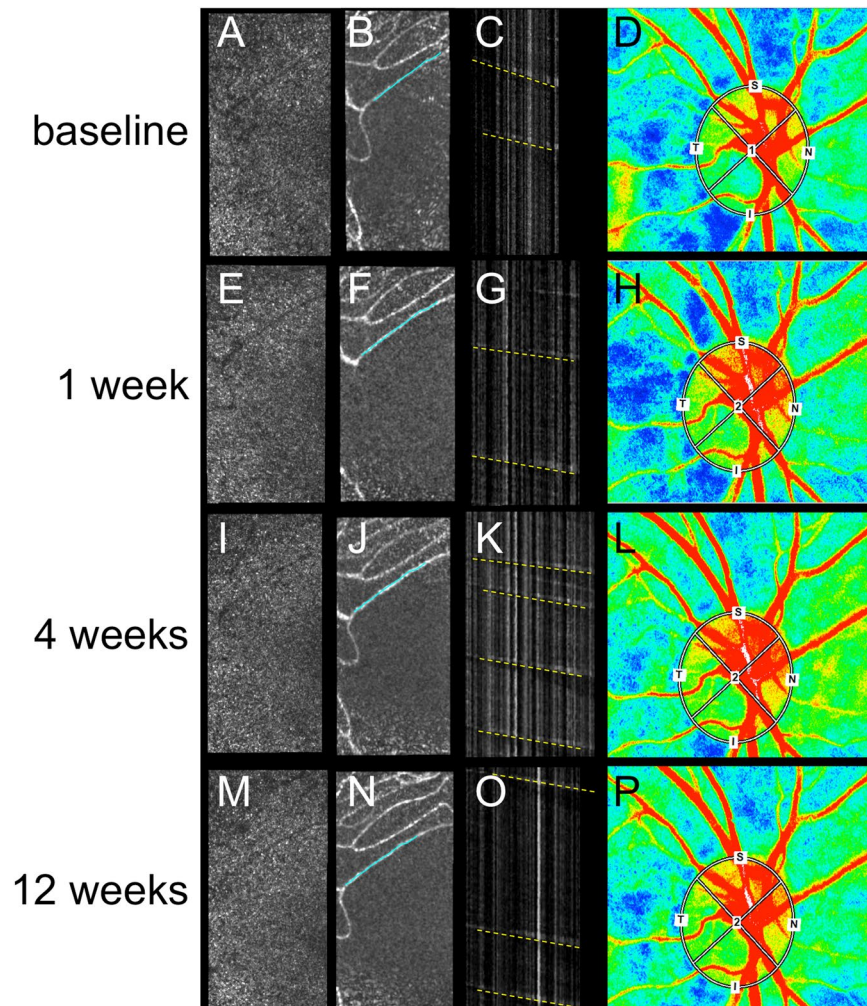 A B C D
baseline
S
T 1 N
I
E F G H
1 week
S
T 2 N
I
I J K L
4 weeks
S
T 2 N
I
M N O P
12 weeks
S
T 2 N
I